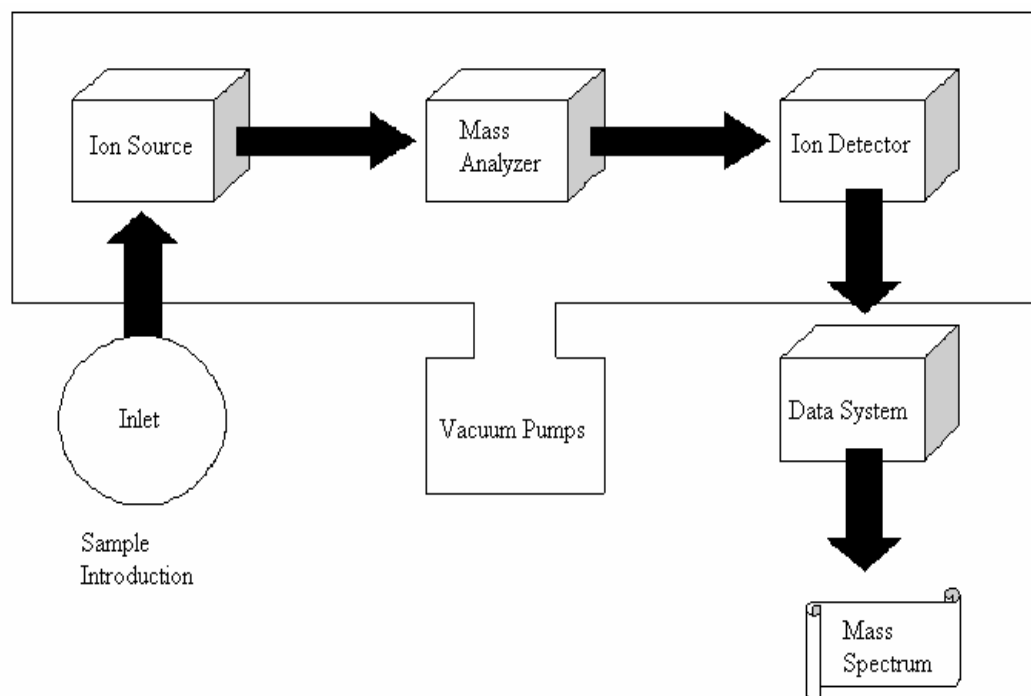 Ion Source
Mass
Analyzer
Ion Detector
Inlet
Vacuum Pumps
Data System
Sample
Introduction
Mass
Spectrum